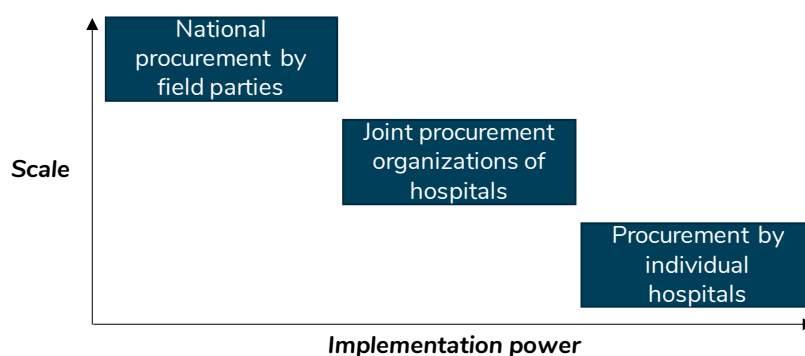 National
procurement by
field parties
Joint procurement
organizations of
hospitals
Scale
Procurement by
individual
hospitals
Implementation power